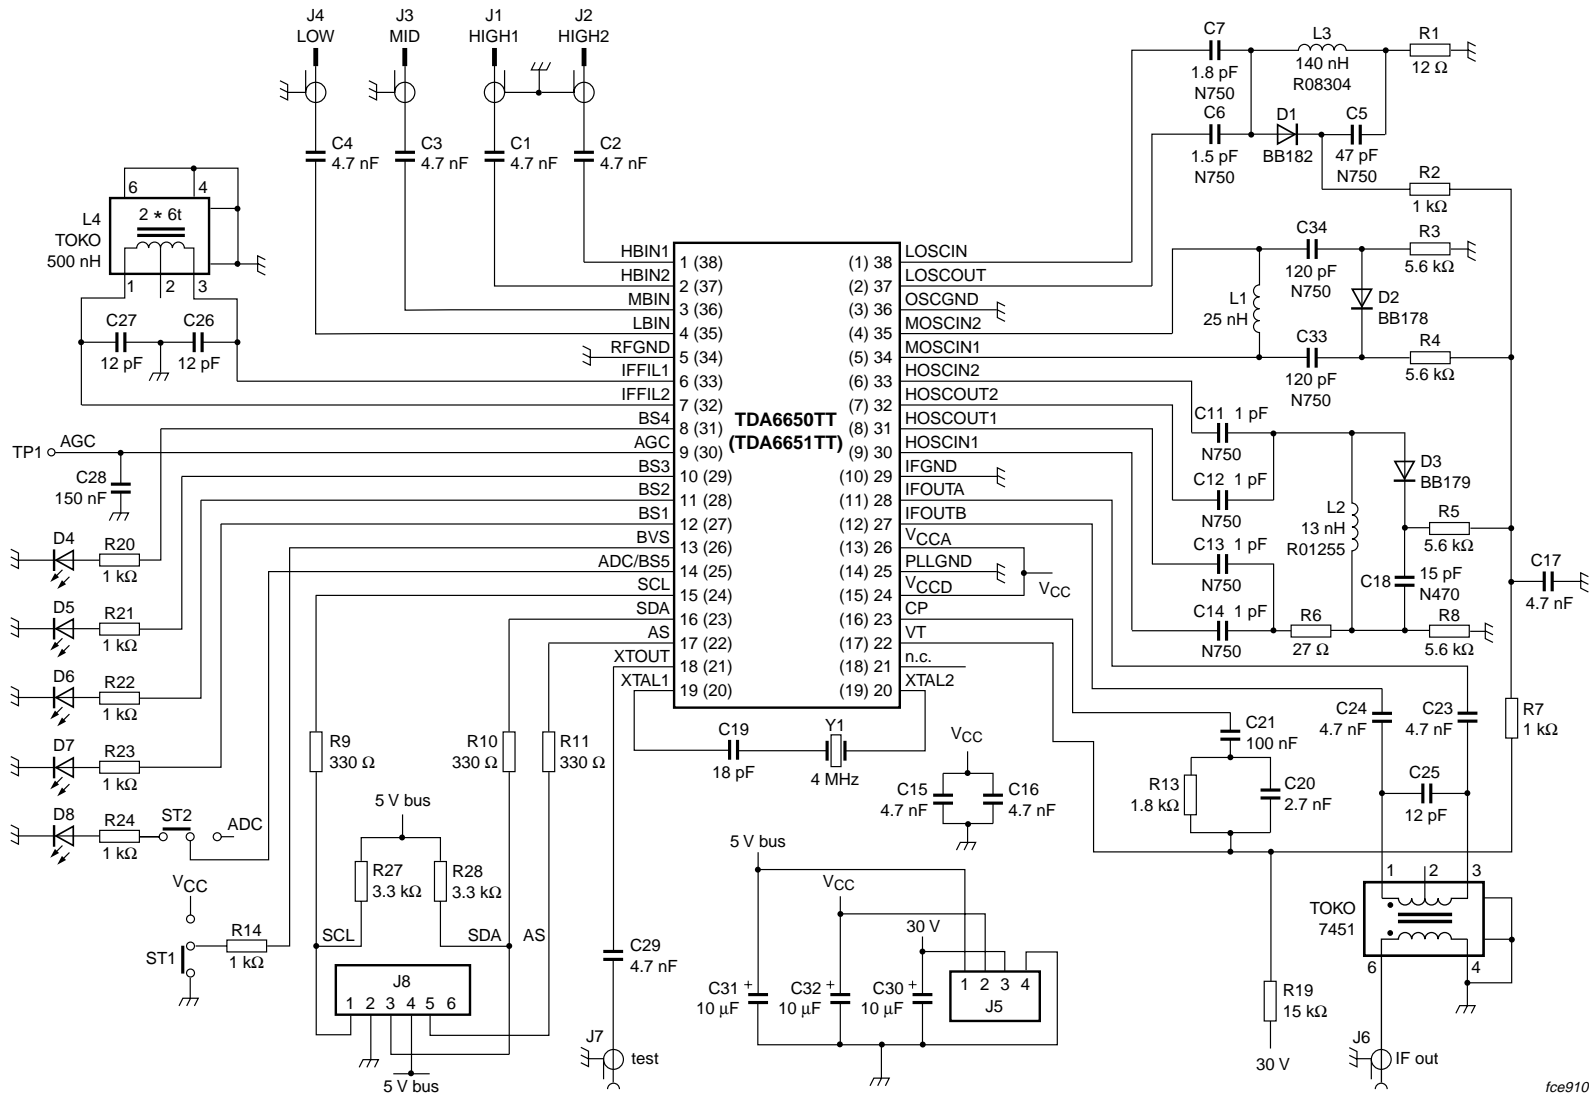 J4
LOW
J3
MID
J1
HIGH1
J2
HIGH2
C4
4.7 nF
C3
4.7 nF
C1
4.7 nF
C2
4.7 nF
C7
1.8 pF
N750
L3
140 nH
R08304
R1
12 Ω
C6
1.5 pF
N750
D1
BB182
C5
47 pF
N750
R2
1 kΩ
6
4
2 * 6t
L4
TOKO
500 nH
1
2
3
C27
12 pF
C26
12 pF
HBIN1
HBIN2
MBIN
LBIN
RFGND
IFFIL1
IFFIL2
BS4
AGC
BS3
BS2
BS1
BVS
ADC/BS5
SCL
SDA
AS
XTOUT
XTAL1
1 (38)
2 (37)
3 (36)
4 (35)
5 (34)
6 (33)
7 (32)
8 (31)
9 (30)
10 (29)
11 (28)
12 (27)
13 (26)
14 (25)
15 (24)
16 (23)
17 (22)
18 (21)
19 (20)
TDA6650TT
(TDA6651TT)
(1) 38
(2) 37
(3) 36
(4) 35
(5) 34
(6) 33
(7) 32
(8) 31
(9) 30
(10) 29
(11) 28
(12) 27
(13) 26
(14) 25
(15) 24
(16) 23
(17) 22
(18) 21
(19) 20
LOSCIN
LOSCOUT
OSCGND
MOSCIN2
MOSCIN1
HOSCIN2
HOSCOUT2
HOSCOUT1
HOSCIN1
IFGND
IFOUTA
IFOUTB
VCCA
PLLGND
VCCD
CP
VT
n.c.
XTAL2
VCC
C34
120 pF
N750
R3
5.6 kΩ
L1
25 nH
D2
BB178
C33
120 pF
N750
R4
5.6 kΩ
C11 1 pF
N750
C12 1 pF
N750
C13 1 pF
N750
C14 1 pF
N750
L2
13 nH
R01255
D3
BB179
R5
5.6 kΩ
C18
15 pF
N470
R6
27 Ω
R8
5.6 kΩ
C17
4.7 nF
TP1
AGC
C28
150 nF
D4
R20
1 kΩ
D5
R21
1 kΩ
D6
R22
1 kΩ
D7
R23
1 kΩ
D8
R24
1 kΩ
ST2
ADC
VCC
ST1
R14
1 kΩ
R9
330 Ω
R10
330 Ω
R11
330 Ω
5 V bus
R27
3.3 kΩ
R28
3.3 kΩ
SCL
SDA
AS
J8
1 2 3 4 5 6
5 V bus
C19
18 pF
Y1
4 MHz
C29
4.7 nF
J7
test
VCC
C15
4.7 nF
C16
4.7 nF
5 V bus
VCC
30 V
C31
10 µF
+
C32
10 µF
+
C30
10 µF
+
1 2 3 4
J5
C21
100 nF
R13
1.8 kΩ
C20
2.7 nF
C24
4.7 nF
C23
4.7 nF
R7
1 kΩ
C25
12 pF
R19
15 kΩ
30 V
1
2
3
TOKO
7451
6
4
J6
IF out
fce910